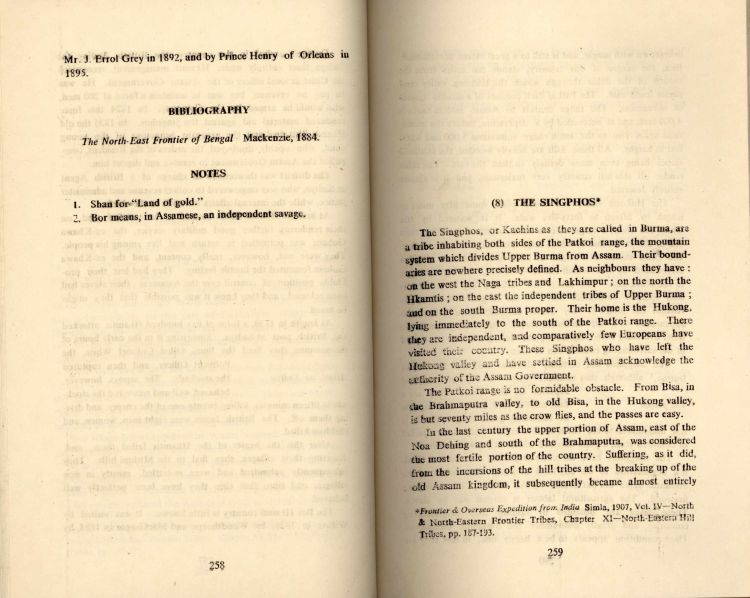 Mr. J. Errol Grey in 1892, and by Prince Henry of Orleans in
1895.
BIBLIOGRAPHY
The North-East Frontier of Bengal Mackenzie, 1884.
NOTES
1. Shan for "Land of gold."
2. Bor means, in Assamese, an independent savage.
258
(8) THE SINGPHOS*
The Singphos, or Kachins as they are called in Burma, are
a tribe inhabiting both sides of the Patkoi range, the mountain
system which divides Upper Burma from Assam. Their bound-
aries are nowhere precisely defined. As neighbours they have :
on the west the Naga tribes and Lakhimpur ; on the north the
Hkamtis ; on the east the independent tribes of Upper Burma ;
and on the south Burma proper. Their home is the Hukong,
lying immediately to the south of the Patkoi range. There
they are independent, and comparatively few Europeans have
visited their country. These Singphos who have left the
Hukong valley and have settled in Assam acknowledge the
authority of the Assam Government.
The Patkoi range is no formidable obstacle. From Bisa, in
the Brahmaputra valley, to old Bisa, in the Hukong valley,
is but seventy miles as the crow flies, and the passes are easy.
In the last century the upper portion of Assam, east of the
Noa Dehing and south of the Brahmaputra, was considered
the most fertile portion of the country. Suffering, as it did,
from the incursions of the hill tribes at the breaking up of the
old Assam kingdom, it subsequently became almost entirely
*Frontier & Overseas Expedition from India Simla, 1907, Vol. IV—North
& North-Eastern Frontier Tribes, Chapter XI—North-Eastern Hill
Tribes, pp. 187-193.
259